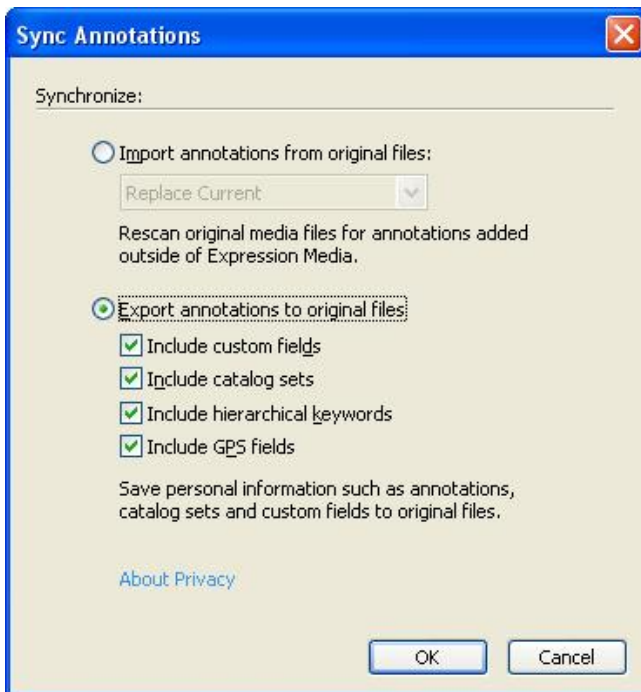 Sync Annotations
Synchronize:
Import annotations from original files:
Replace Current
Rescan original media files for annotations added
outside of Expression Media.
Export annotations to original files
Include custom fields
Include catalog sets
Include hierarchical keywords
Include GPS fields
Save personal information such as annotations,
catalog sets and custom fields to original files.
About Privacy
OK Cancel